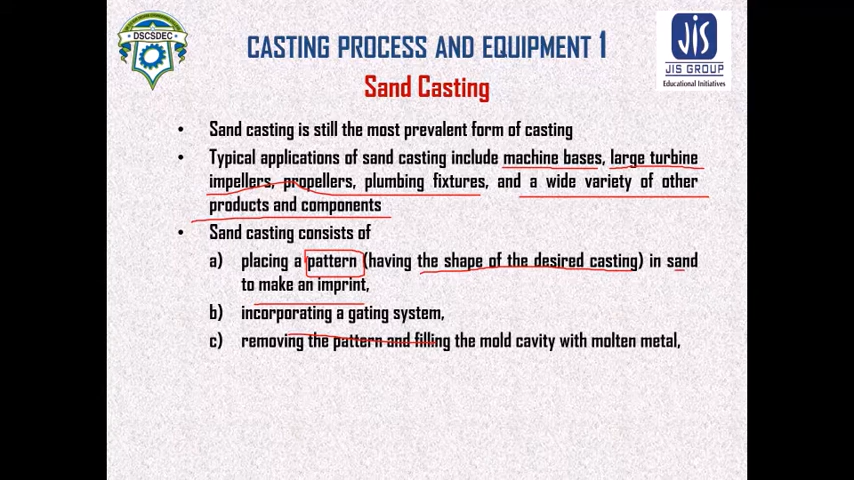 DSCSDEC
CASTING PROCESS AND EQUIPMENT 1
JIS
JIS GROUP
Educational Initiatives
Sand Casting
• Sand casting is still the most prevalent form of casting
• Typical applications of sand casting include machine bases, large turbine
impellers, propellers, plumbing fixtures, and a wide variety of other
products and components
• Sand casting consists of
a) placing a pattern (having the shape of the desired casting) in sand
to make an imprint,
b) incorporating a gating system,
c) removing the pattern and filling the mold cavity with molten metal,